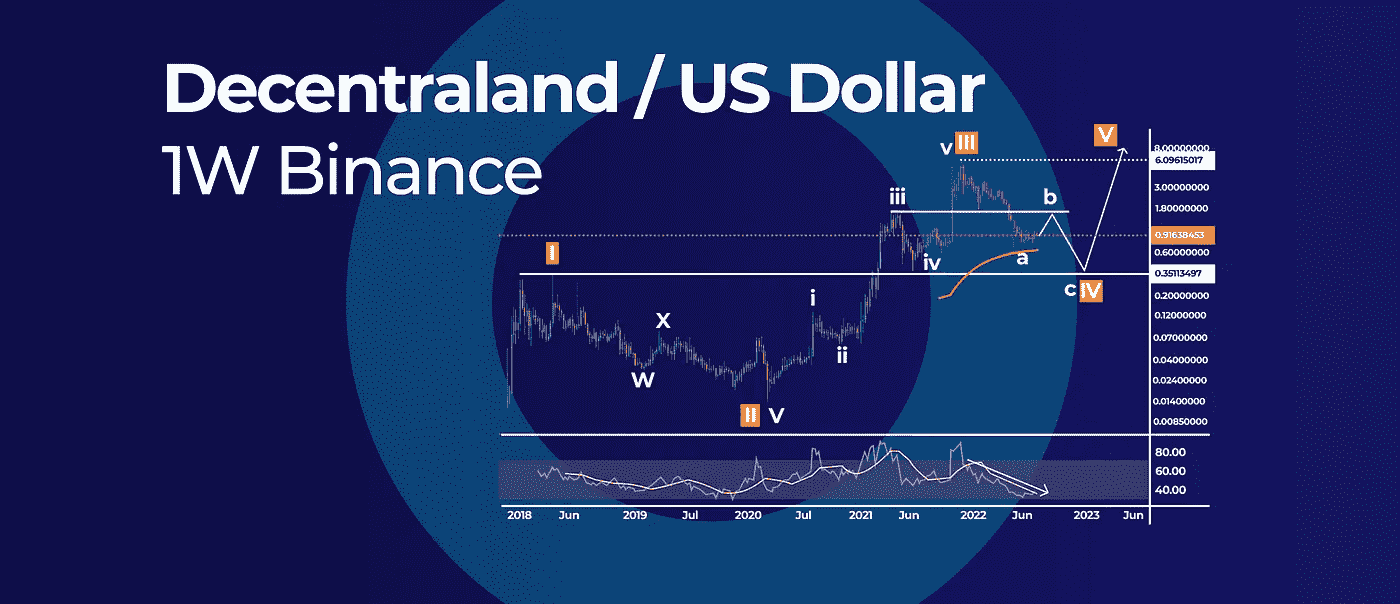 Decentraland / US Dollar
1W Binance
I
W
X
II V
i
ii
iii
iv
v III
a
b
c IV
V
8.00000000
6.09615017
3.00000000
1.80000000
0.91638453
0.60000000
0.35113497
0.20000000
0.12000000
0.07000000
0.04000000
0.02400000
0.01400000
0.00850000
80.00
60.00
40.00
2018 Jun 2019 Jul 2020 Jul 2021 Jun 2022 Jun 2023 Jun